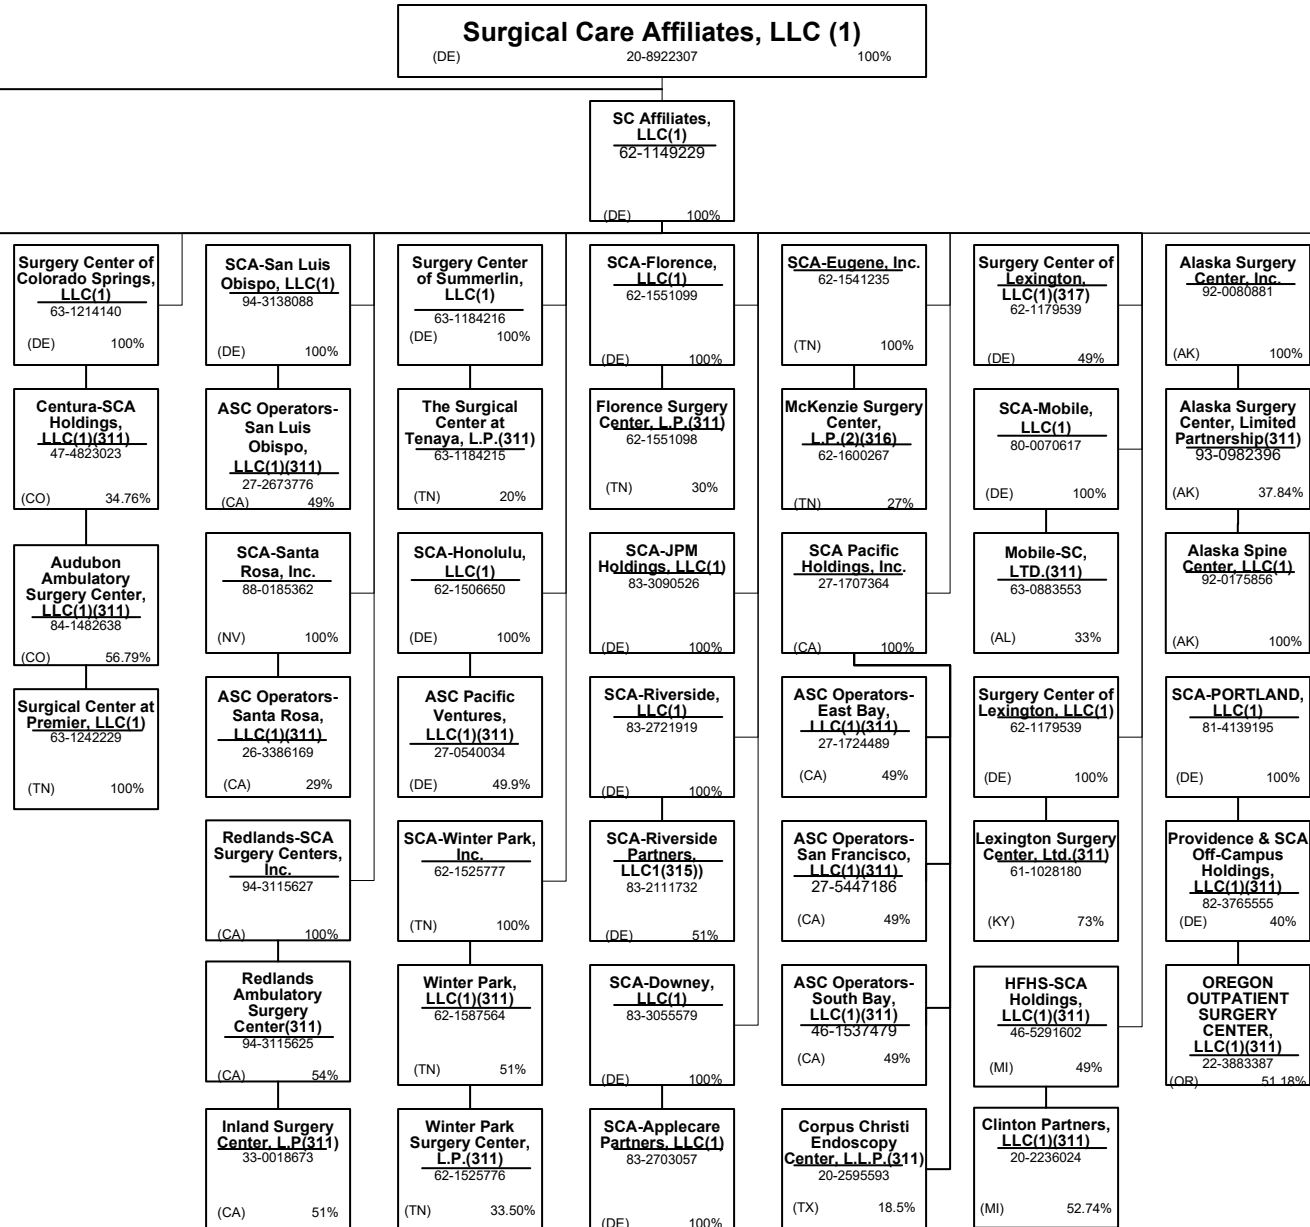 Surgical Care Affiliates, LLC (1)
(DE) 20-8922307 100%
SC Affiliates,
LLC(1)
62-1149229
(DE) 100%
Surgery Center of
Colorado Springs,
LLC(1)
63-1214140
(DE) 100%
Centura-SCA
Holdings,
LLC(1)(311)
47-4823023
(CO) 34.76%
Audubon
Ambulatory
Surgery Center,
LLC(1)(311)
84-1482638
(CO) 56.79%
Surgical Center at
Premier, LLC(1)
63-1242229
(TN) 100%
SCA-San Luis
Obispo, LLC(1)
94-3138088
(DE) 100%
ASC Operators-
San Luis
Obispo,
LLC(1)(311)
27-2673776
(CA) 49%
SCA-Santa
Rosa, Inc.
88-0185362
(NV) 100%
ASC Operators-
Santa Rosa,
LLC(1)(311)
26-3386169
(CA) 29%
Redlands-SCA
Surgery Centers,
Inc.
94-3115627
(CA) 100%
Redlands
Ambulatory
Surgery
Center(311)
94-3115625
(CA) 54%
Inland Surgery
Center, L.P(311)
33-0018673
(CA) 51%
Surgery Center
of Summerlin,
LLC(1)
63-1184216
(DE) 100%
The Surgical
Center at
Tenaya, L.P.(311)
63-1184215
(TN) 20%
SCA-Honolulu,
LLC(1)
62-1506650
(DE) 100%
ASC Pacific
Ventures,
LLC(1)(311)
27-0540034
(DE) 49.9%
SCA-Winter Park,
Inc.
62-1525777
(TN) 100%
Winter Park,
LLC(1)(311)
62-1587564
(TN) 51%
Winter Park
Surgery Center,
L.P.(311)
62-1525776
(TN) 33.50%
SCA-Florence,
LLC(1)
62-1551099
(DE) 100%
Florence Surgery
Center, L.P.(311)
62-1551098
(TN) 30%
SCA-JPM
Holdings, LLC(1)
83-3090526
(DE) 100%
SCA-Riverside,
LLC(1)
83-2721919
(DE) 100%
SCA-Riverside
Partners,
LLC1(315))
83-2111732
(DE) 51%
SCA-Downey,
LLC(1)
83-3055579
(DE) 100%
SCA-Applecare
Partners, LLC(1)
83-2703057
(DE) 100%
SCA-Eugene, Inc.
62-1541235
(TN) 100%
McKenzie Surgery
Center,
L.P.(2)(316)
62-1600267
(TN) 27%
SCA Pacific
Holdings, Inc.
27-1707364
(CA) 100%
ASC Operators-
East Bay,
LLC(1)(311)
27-1724489
(CA) 49%
ASC Operators-
San Francisco,
LLC(1)(311)
27-5447186
(CA) 49%
ASC Operators-
South Bay,
LLC(1)(311)
46-1537479
(CA) 49%
Corpus Christi
Endoscopy
Center, L.L.P.(311)
20-2595593
(TX) 18.5%
Surgery Center of
Lexington,
LLC(1)(317)
62-1179539
(DE) 49%
SCA-Mobile,
LLC(1)
80-0070617
(DE) 100%
Mobile-SC,
LTD.(311)
63-0883553
(AL) 33%
Surgery Center of
Lexington, LLC(1)
62-1179539
(DE) 100%
Lexington Surgery
Center, Ltd.(311)
61-1028180
(KY) 73%
HFHS-SCA
Holdings,
LLC(1)(311)
46-5291602
(MI) 49%
Clinton Partners,
LLC(1)(311)
20-2236024
(MI) 52.74%
Alaska Surgery
Center, Inc.
92-0080881
(AK) 100%
Alaska Surgery
Center, Limited
Partnership(311)
93-0982396
(AK) 37.84%
Alaska Spine
Center, LLC(1)
92-0175856
(AK) 100%
SCA-PORTLAND,
LLC(1)
81-4139195
(DE) 100%
Providence & SCA
Off-Campus
Holdings,
LLC(1)(311)
82-3765555
(DE) 40%
OREGON
OUTPATIENT
SURGERY
CENTER,
LLC(1)(311)
22-3883387
(OR) 51.18%